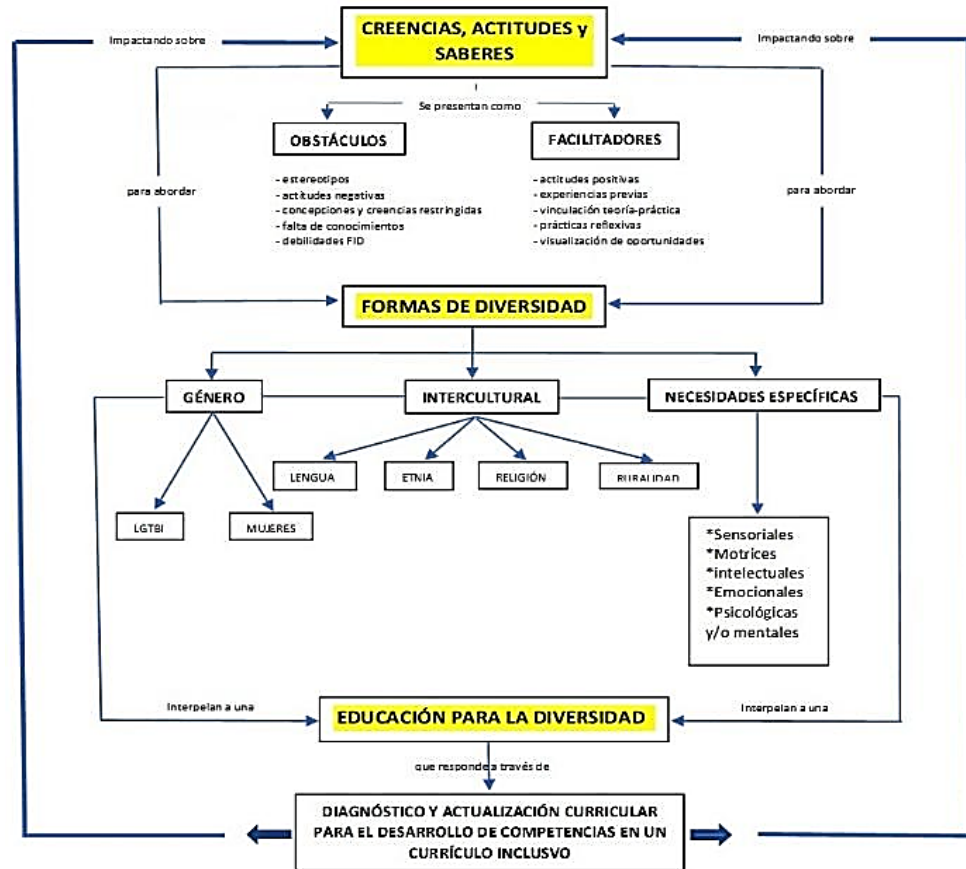 Impactando sobre
CREENCIAS, ACTITUDES y
SABERES
Impactando sobre
Se presentan como
OBSTÁCULOS
FACILITADORES
para abordar
- estereotipos
- actitudes negativas
- concepciones y creencias restringidas
- falta de conocimientos
- debilidades FID
- actitudes positivas
- experiencias previas
- vinculación teoría-práctica
- prácticas reflexivas
- visualización de oportunidades
para abordar
FORMAS DE DIVERSIDAD
GÉNERO
INTERCULTURAL
NECESIDADES ESPECÍFICAS
LENGUA
ETNIA
RELIGIÓN
RURALIDAD
LGTBI
MUJERES
*Sensoriales
*Motrices
*intelectuales
*Emocionales
*Psicológicas
y/o mentales
Interpelan a una
EDUCACIÓN PARA LA DIVERSIDAD
Interpelan a una
que responde a través de
DIAGNÓSTICO Y ACTUALIZACIÓN CURRICULAR
PARA EL DESARROLLO DE COMPETENCIAS EN UN
CURRÍCULO INCLUSVO